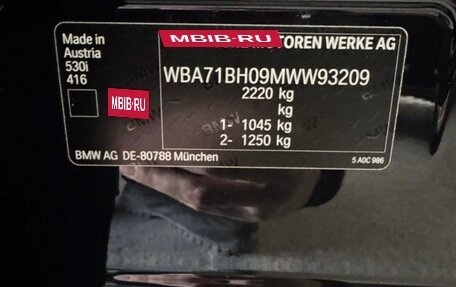 Made in
Austria
530i
416
MBIB.RU
MBIB.RU
MOTOREN WERKE AG
WBA71BH09MWW93209
2220 kg
kg
1- 1045 kg
2- 1250 kg
BMW AG DE-80788 München
5 A0C 986